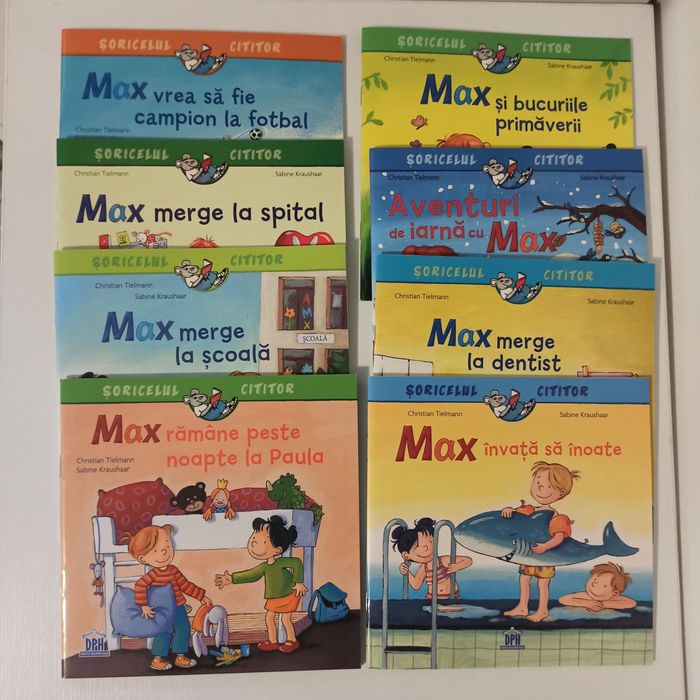 ȘORICELUL CITITOR
Max vrea să fie
campion la fotbal
Christian Tielmann
ȘORICELUL CITITOR
Christian Tielmann Sabine Kraushaar
Max merge la spital
ȘORICELUL CITITOR
Christian Tielmann
Sabine Kraushaar
MAX
ȘCOALĂ
Max merge
la școală
ȘORICELUL CITITOR
Max rămâne peste
noapte la Paula
Christian Tielmann
Sabine Kraushaar
DPH
ȘORICELUL CITITOR
Christian Tielmann Sabine Kraushaar
Max și bucuriile
primăverii
ȘORICELUL CITITOR
Christian Tielmann Sabine Kraushaar
Aventuri
de iarnă cu Max
ȘORICELUL CITITOR
Christian Tielmann Sabine Kraushaar
Max merge
la dentist
ȘORICELUL CITITOR
Christian Tielmann Sabine Kraushaar
Max învață să înoate
DPH